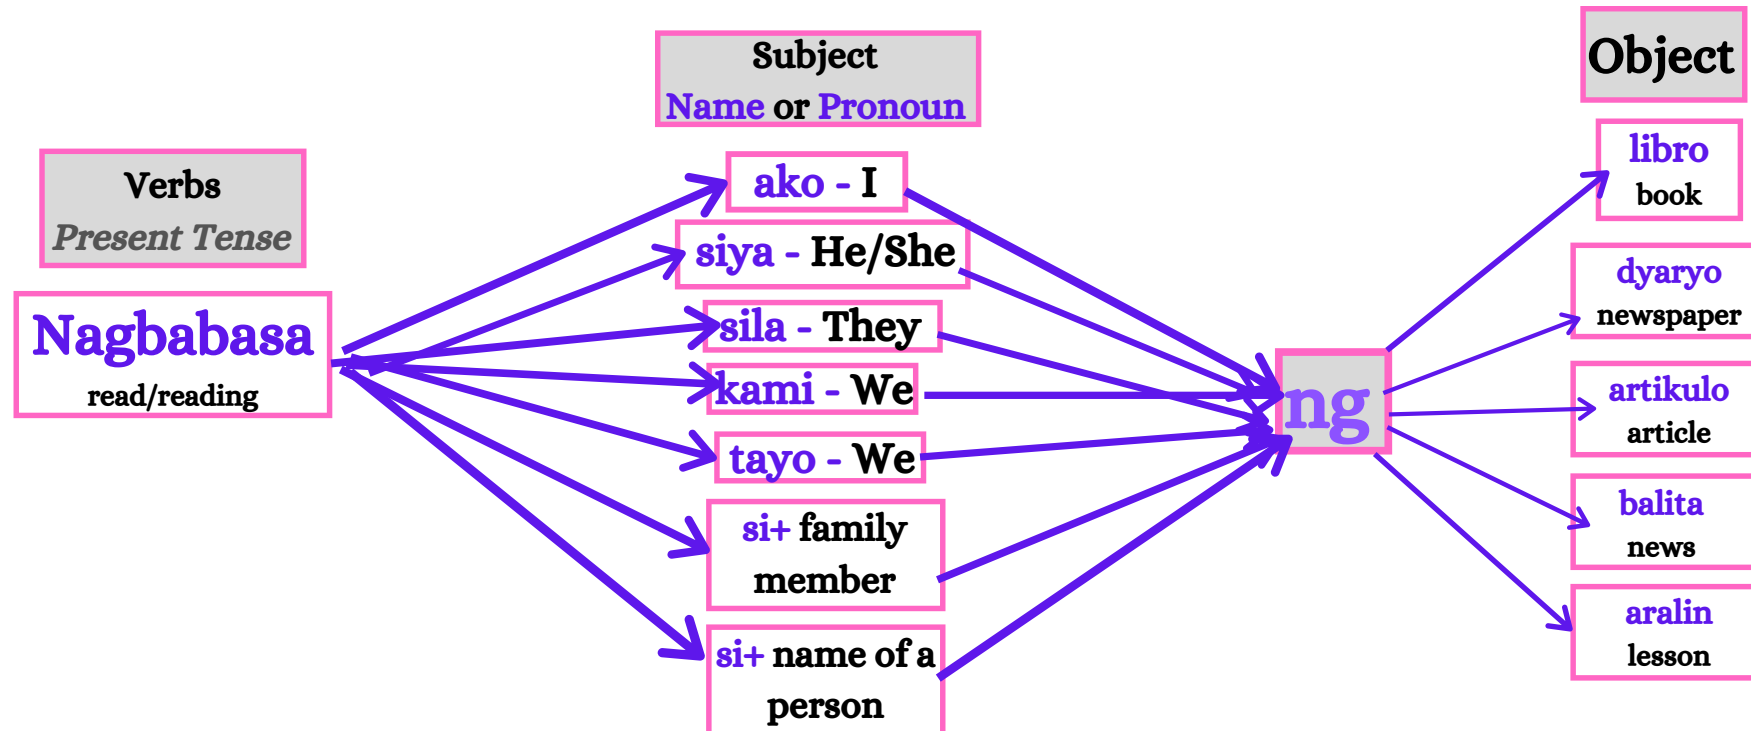 Verbs
Present Tense
Nagbabasa
read/reading
Subject
Name or Pronoun
ako - I
siya - He/She
sila - They
kami - We
tayo - We
si+ family
member
si+ name of a
person
ng
Object
libro
book
dyaryo
newspaper
artikulo
article
balita
news
aralin
lesson